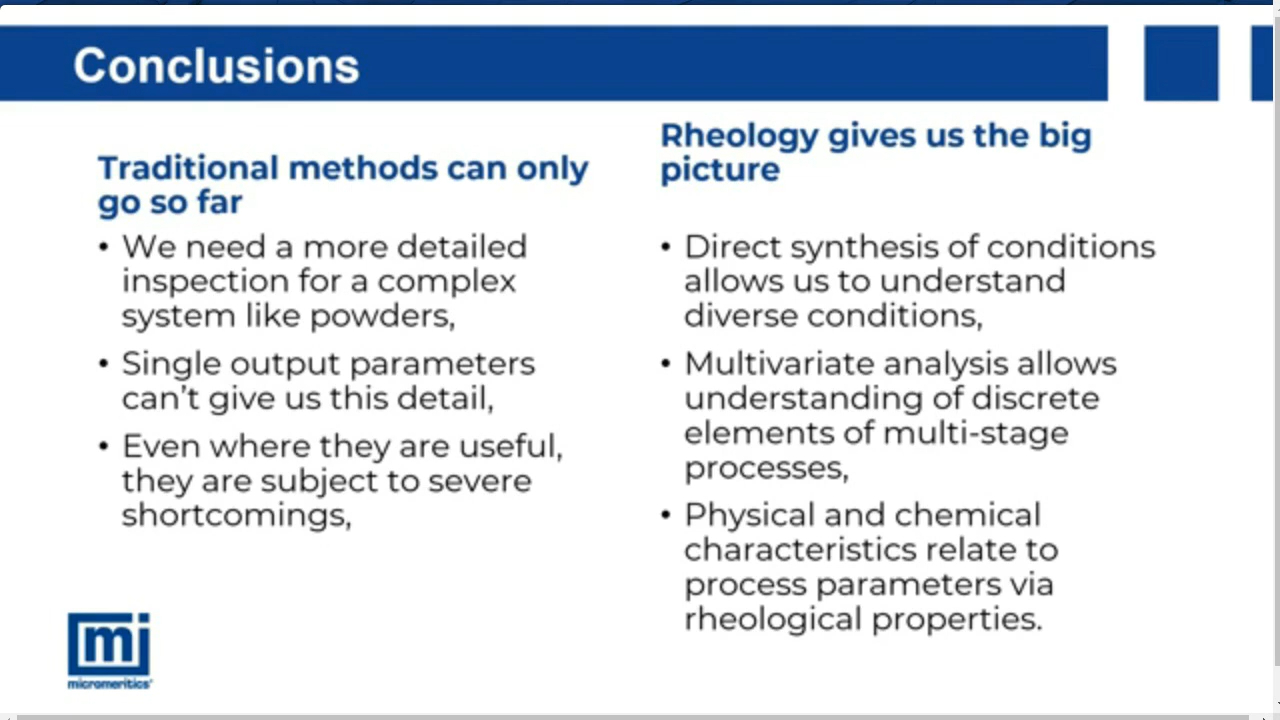 Conclusions
Traditional methods can only
go so far
• We need a more detailed
inspection for a complex
system like powders,
• Single output parameters
can’t give us this detail,
• Even where they are useful,
they are subject to severe
shortcomings,
Rheology gives us the big
picture
• Direct synthesis of conditions
allows us to understand
diverse conditions,
• Multivariate analysis allows
understanding of discrete
elements of multi-stage
processes,
• Physical and chemical
characteristics relate to
process parameters via
rheological properties.
mi
micromeritics®